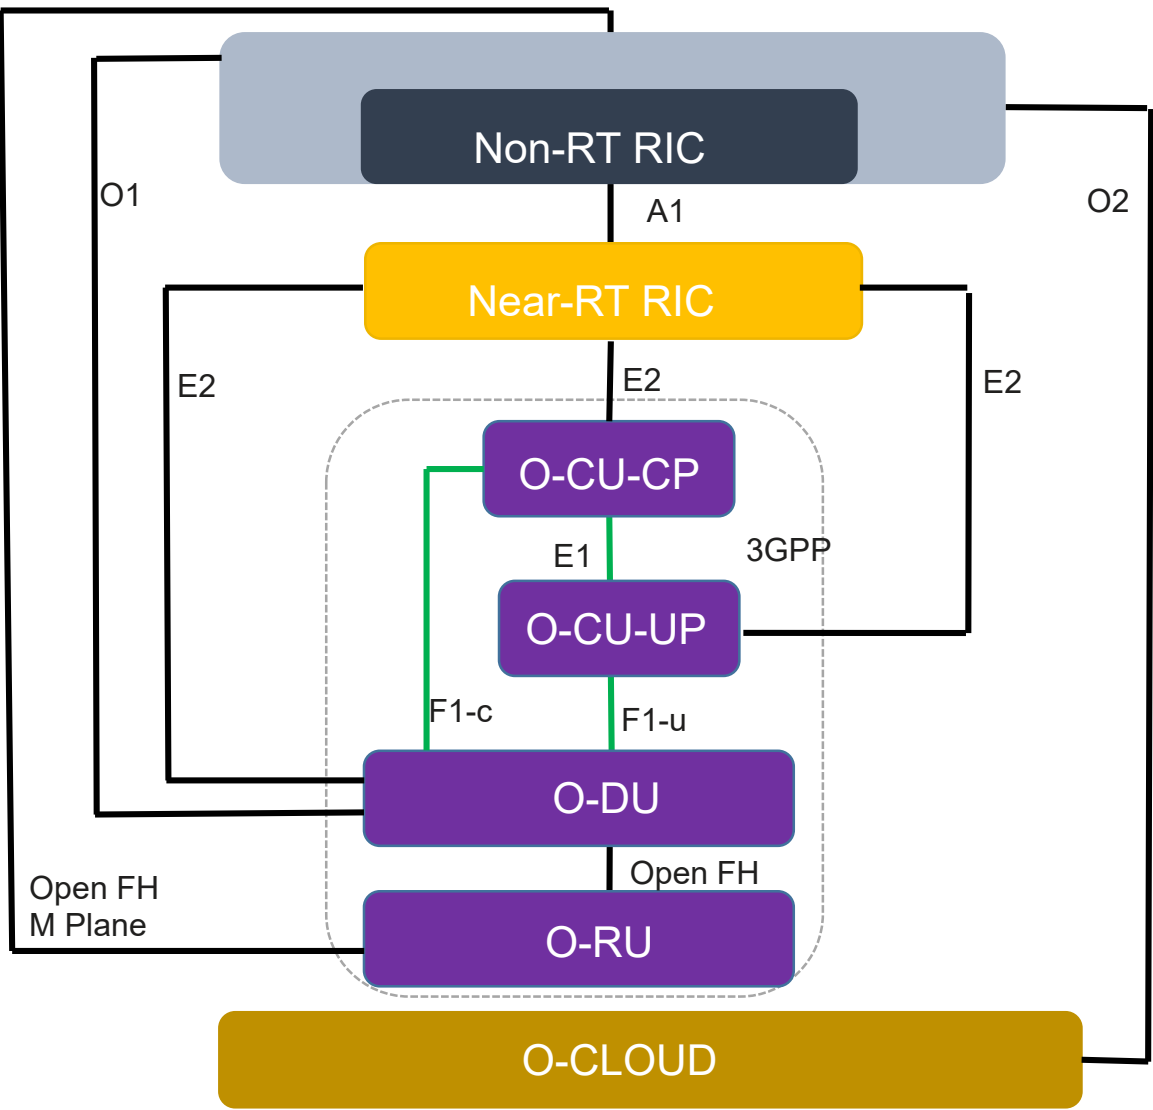 Non-RT RIC
O1
A1
O2
Near-RT RIC
E2
E2
E2
O-CU-CP
E1
3GPP
O-CU-UP
F1-c
F1-u
O-DU
Open FH
Open FH
M Plane
O-RU
O-CLOUD